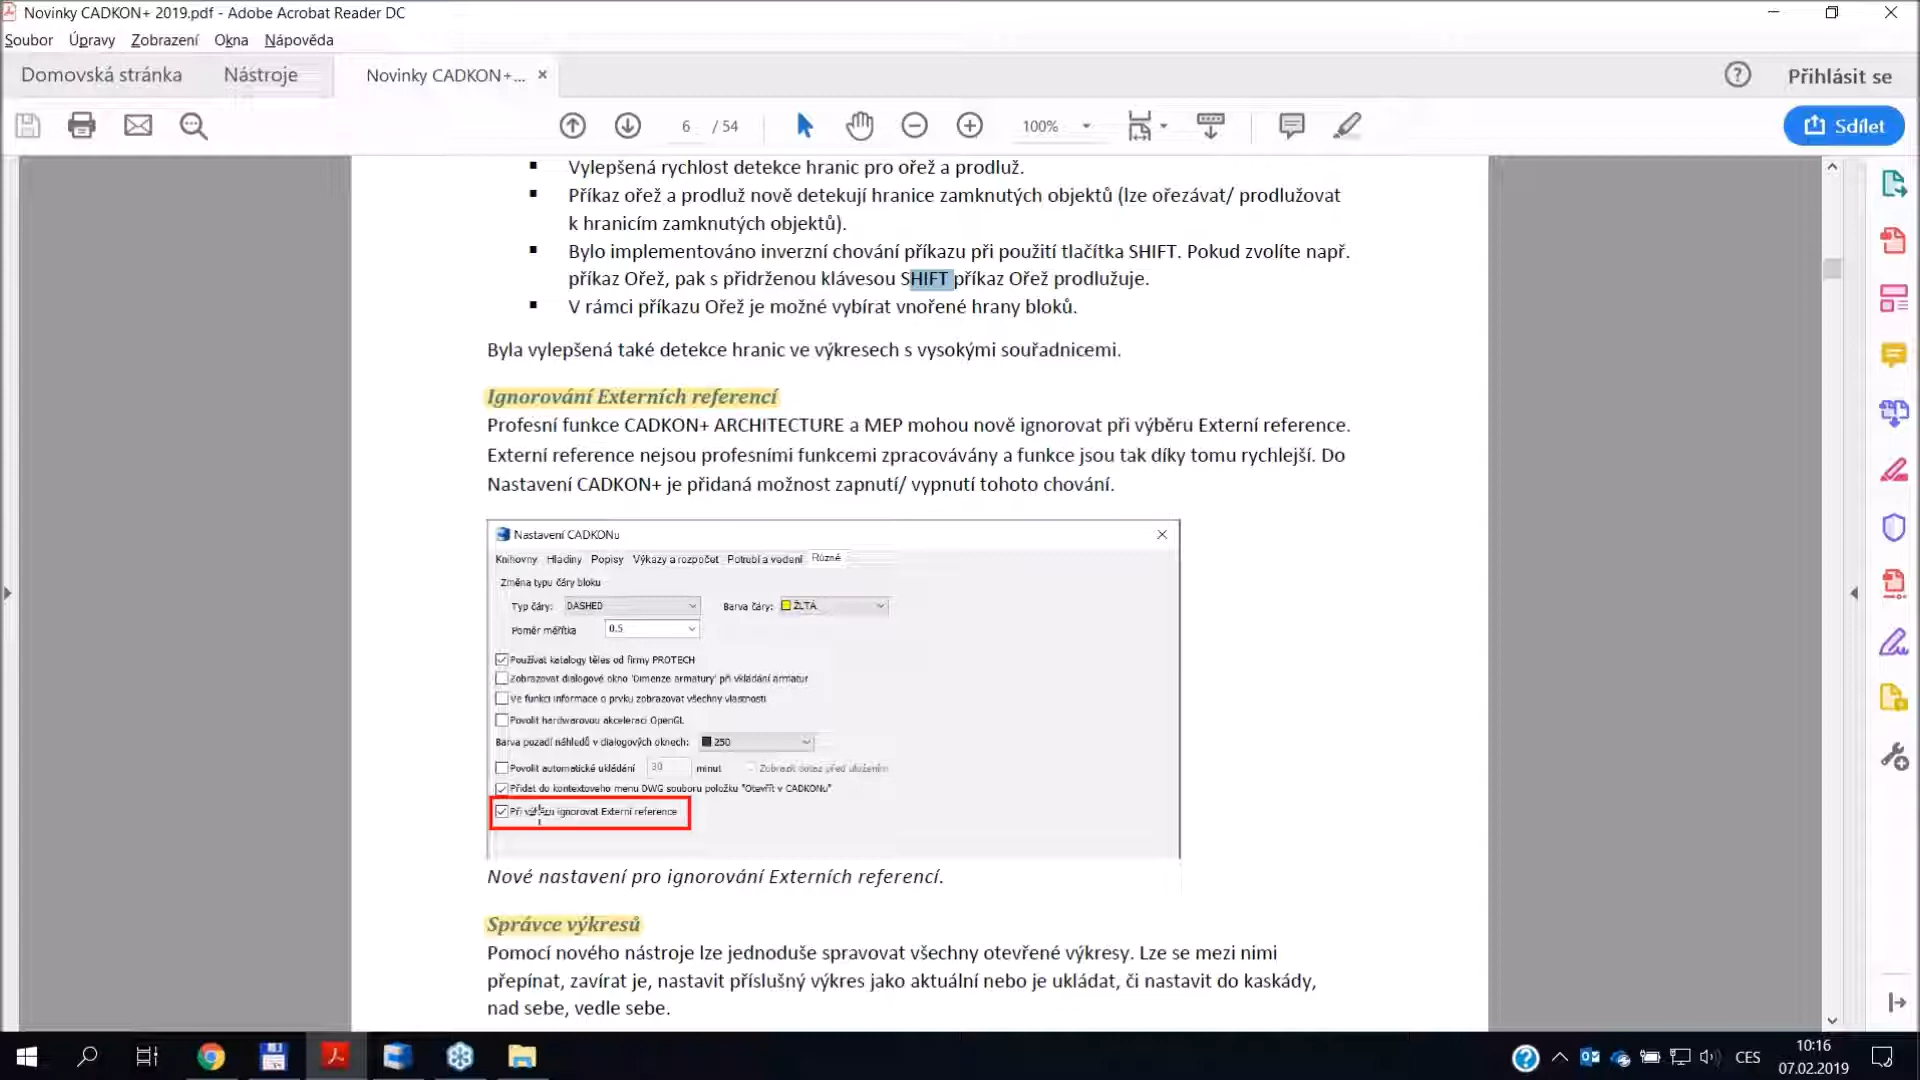 Novinky CADKON+ 2019.pdf - Adobe Acrobat Reader DC
Soubor Úpravy Zobrazení Okna Nápověda
Domovská stránka Nástroje Novinky CADKON+... × Přihlásit se
6 / 54 100% Sdílet
▪ Vylepšená rychlost detekce hranic pro ořež a prodluž.
▪ Příkaz ořež a prodluž nově detekují hranice zamknutých objektů (lze ořezávat/ prodlužovat
k hranicím zamknutých objektů).
▪ Bylo implementováno inverzní chování příkazu při použití tlačítka SHIFT. Pokud zvolíte např.
příkaz Ořež, pak s přidrženou klávesou SHIFT příkaz Ořež prodlužuje.
▪ V rámci příkazu Ořež je možné vybírat vnořené hrany bloků.
Byla vylepšená také detekce hranic ve výkresech s vysokými souřadnicemi.
Ignorování Externích referencí
Profesní funkce CADKON+ ARCHITECTURE a MEP mohou nově ignorovat při výběru Externí reference.
Externí reference nejsou profesními funkcemi zpracovávány a funkce jsou tak díky tomu rychlejší. Do
Nastavení CADKON+ je přidaná možnost zapnutí/ vypnutí tohoto chování.
Nastavení CADKONu
Knihovny Hladiny Popisy Výkazy a rozpočet Potrubí a vedení Různé
Změna typu čáry bloku
Typ čáry: DASHED Barva čáry: ŽLTÁ
Poměr měřítka 0.5
Používat katalogy těles od firmy PROTECH
Zobrazovat dialogové okno 'Dimenze armatury' při vkládání armatur
Ve funkci informace o prvku zobrazovat všechny vlastnosti
Povolit hardwarovou akceleraci OpenGL
Barva pozadí náhledů v dialogových oknech: 250
Povolit automatické ukládání 30 minut Zobrazit dotaz před uložením
Přidat do kontextového menu DWG souboru položku "Otevřít v CADKONu"
Při výběru ignorovat Externí reference
Nové nastavení pro ignorování Externích referencí.
Správce výkresů
Pomocí nového nástroje lze jednoduše spravovat všechny otevřené výkresy. Lze se mezi nimi
přepínat, zavírat je, nastavit příslušný výkres jako aktuální nebo je ukládat, či nastavit do kaskády,
nad sebe, vedle sebe.
CES
10:16
07.02.2019